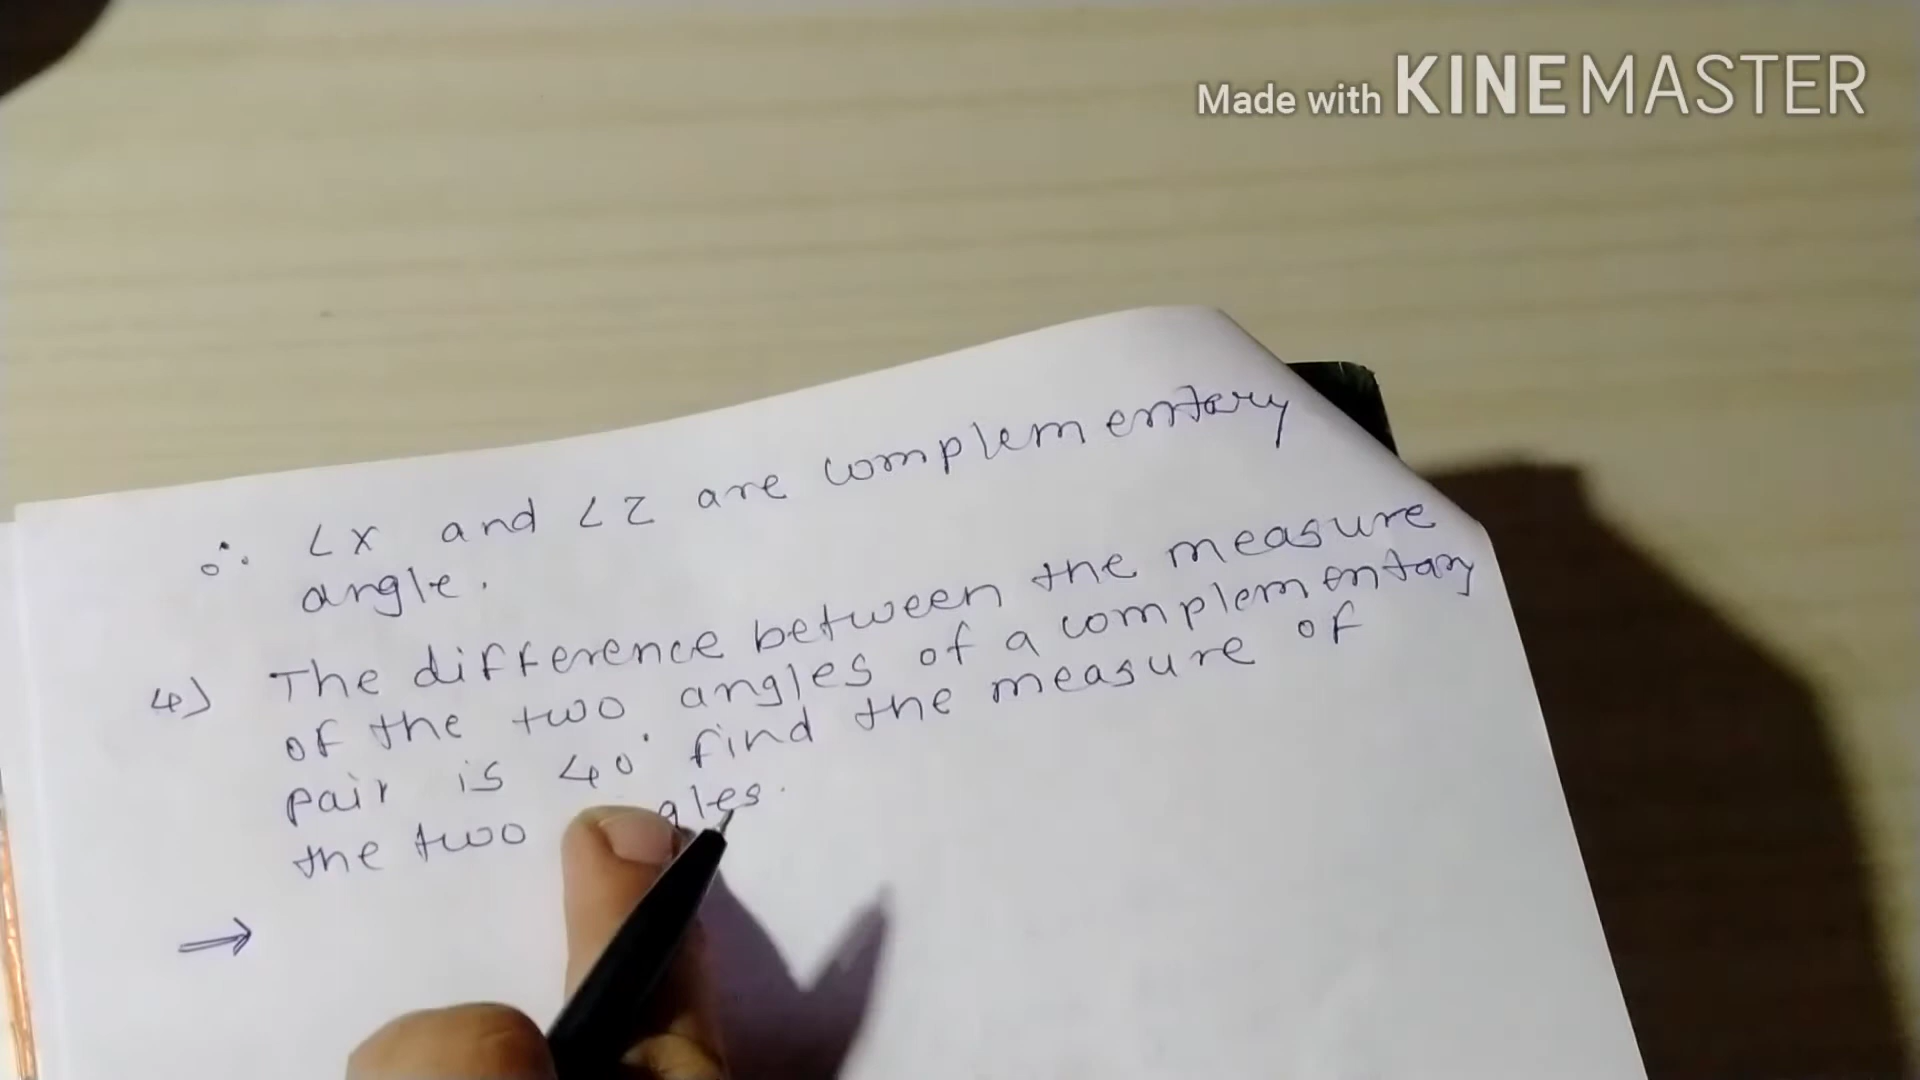 Made with KINEMASTER
∴ ∠X and ∠Z are complementary
angle.
4) The difference between the measure
of the two angles of a complementary
pair is 40° find the measure of
the two gles.
⇒